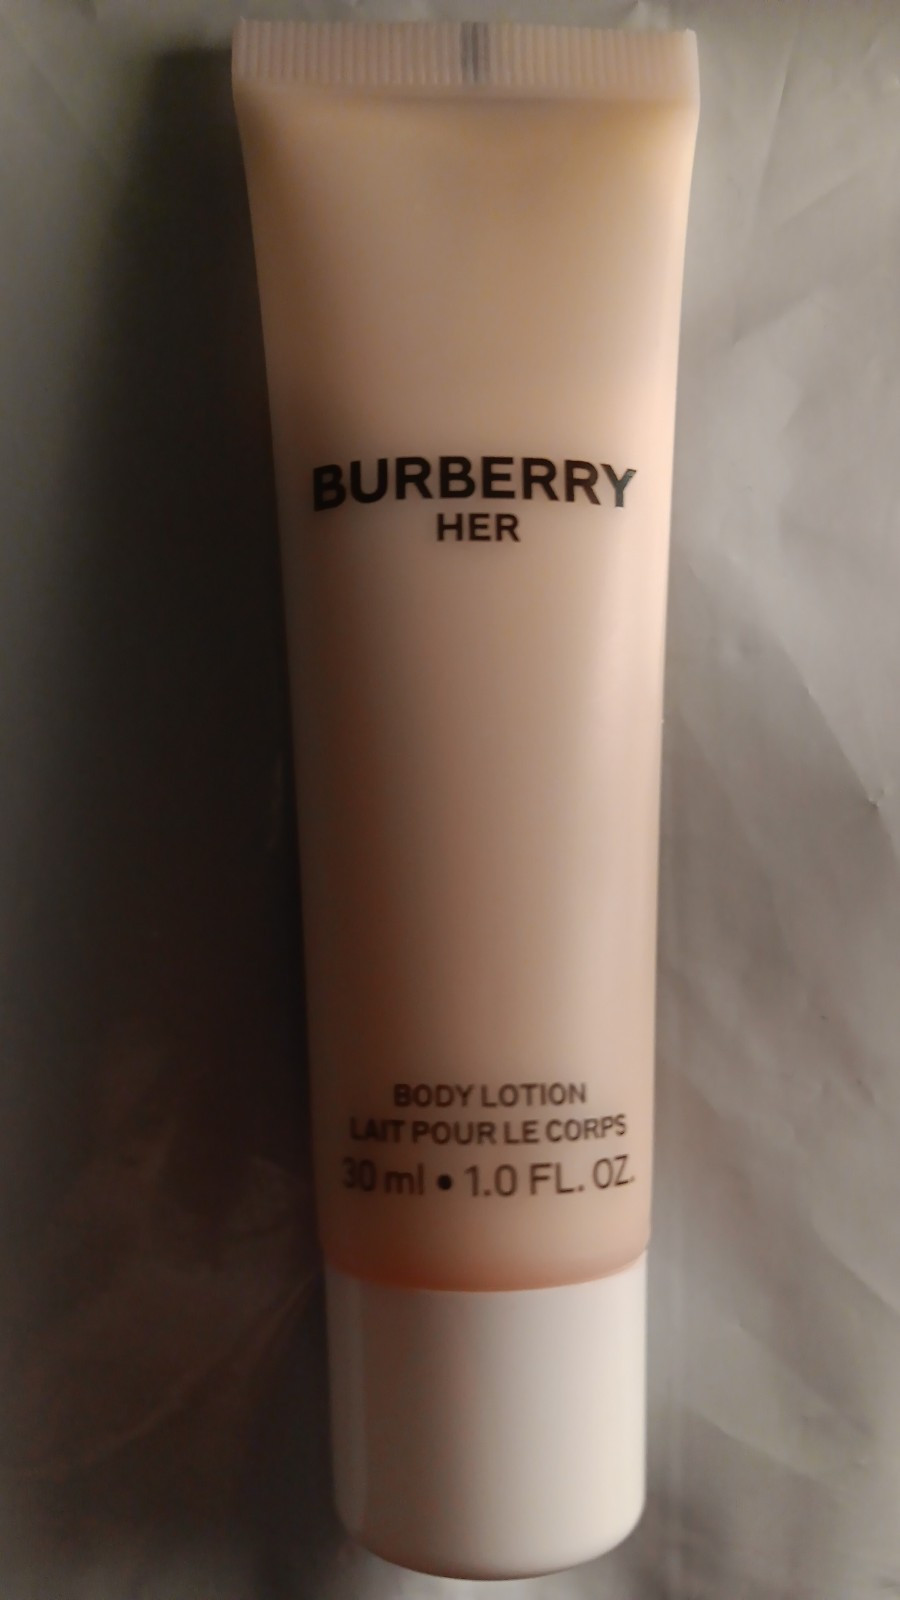 BURBERRY
HER
BODY LOTION
LAIT POUR LE CORPS
30 ml • 1.0 FL. OZ.